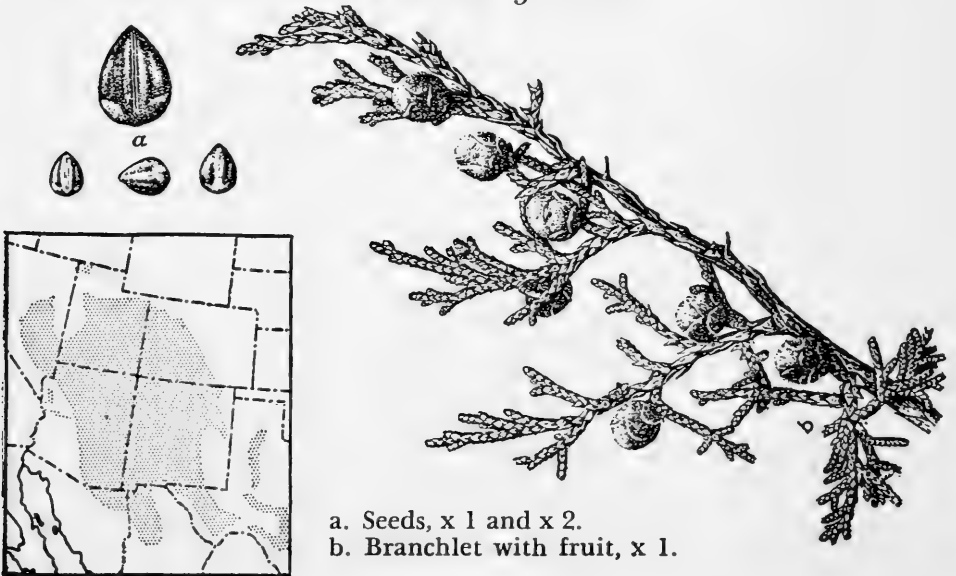 a
b
a. Seeds, x 1 and x 2.
b. Branchlet with fruit, x 1.